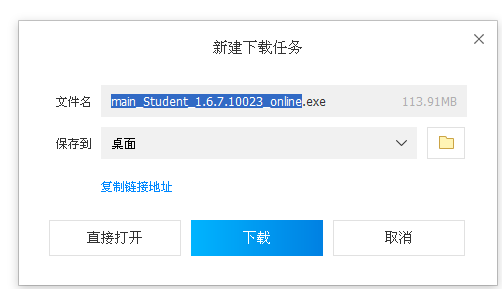 新建下载任务
文件名 main_Student_1.6.7.10023_online.exe 113.91MB
保存到 桌面
复制链接地址
直接打开 下载 取消